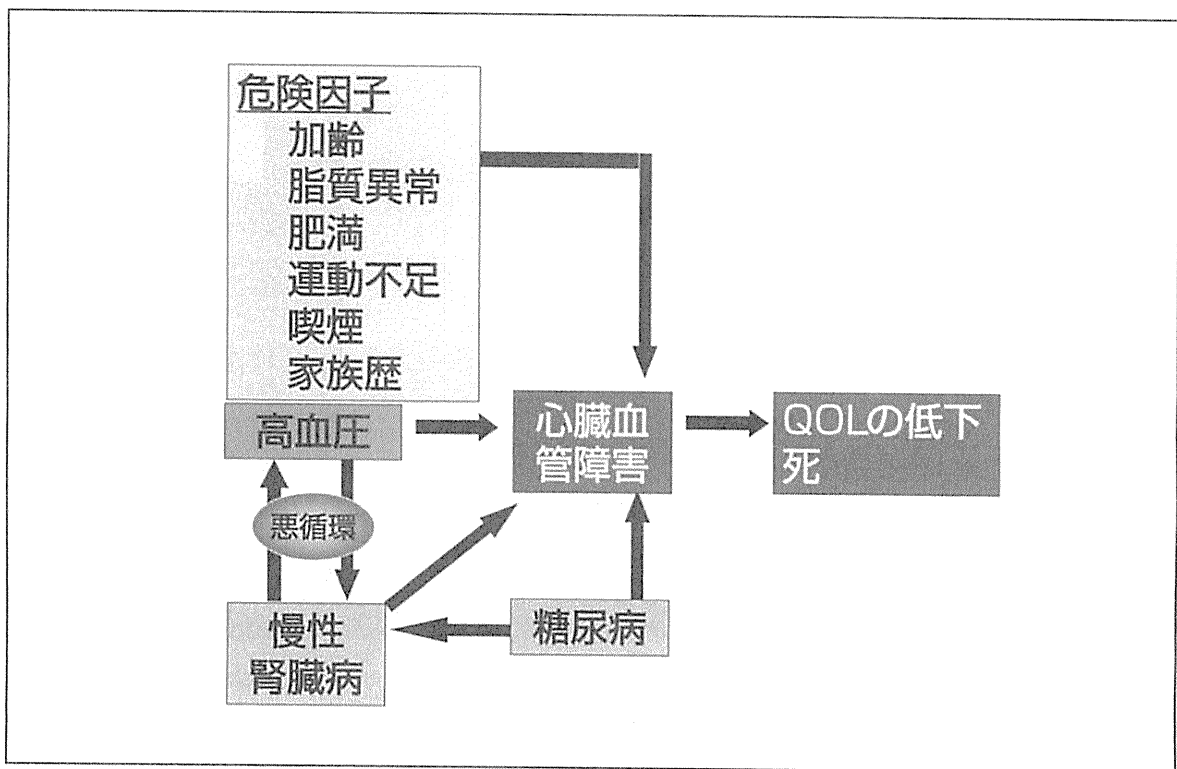 危険因子
加齢
脂質異常
肥満
運動不足
喫煙
家族歴
高血圧
心臓血
管障害
QOLの低下
死
悪循環
慢性
腎臓病
糖尿病